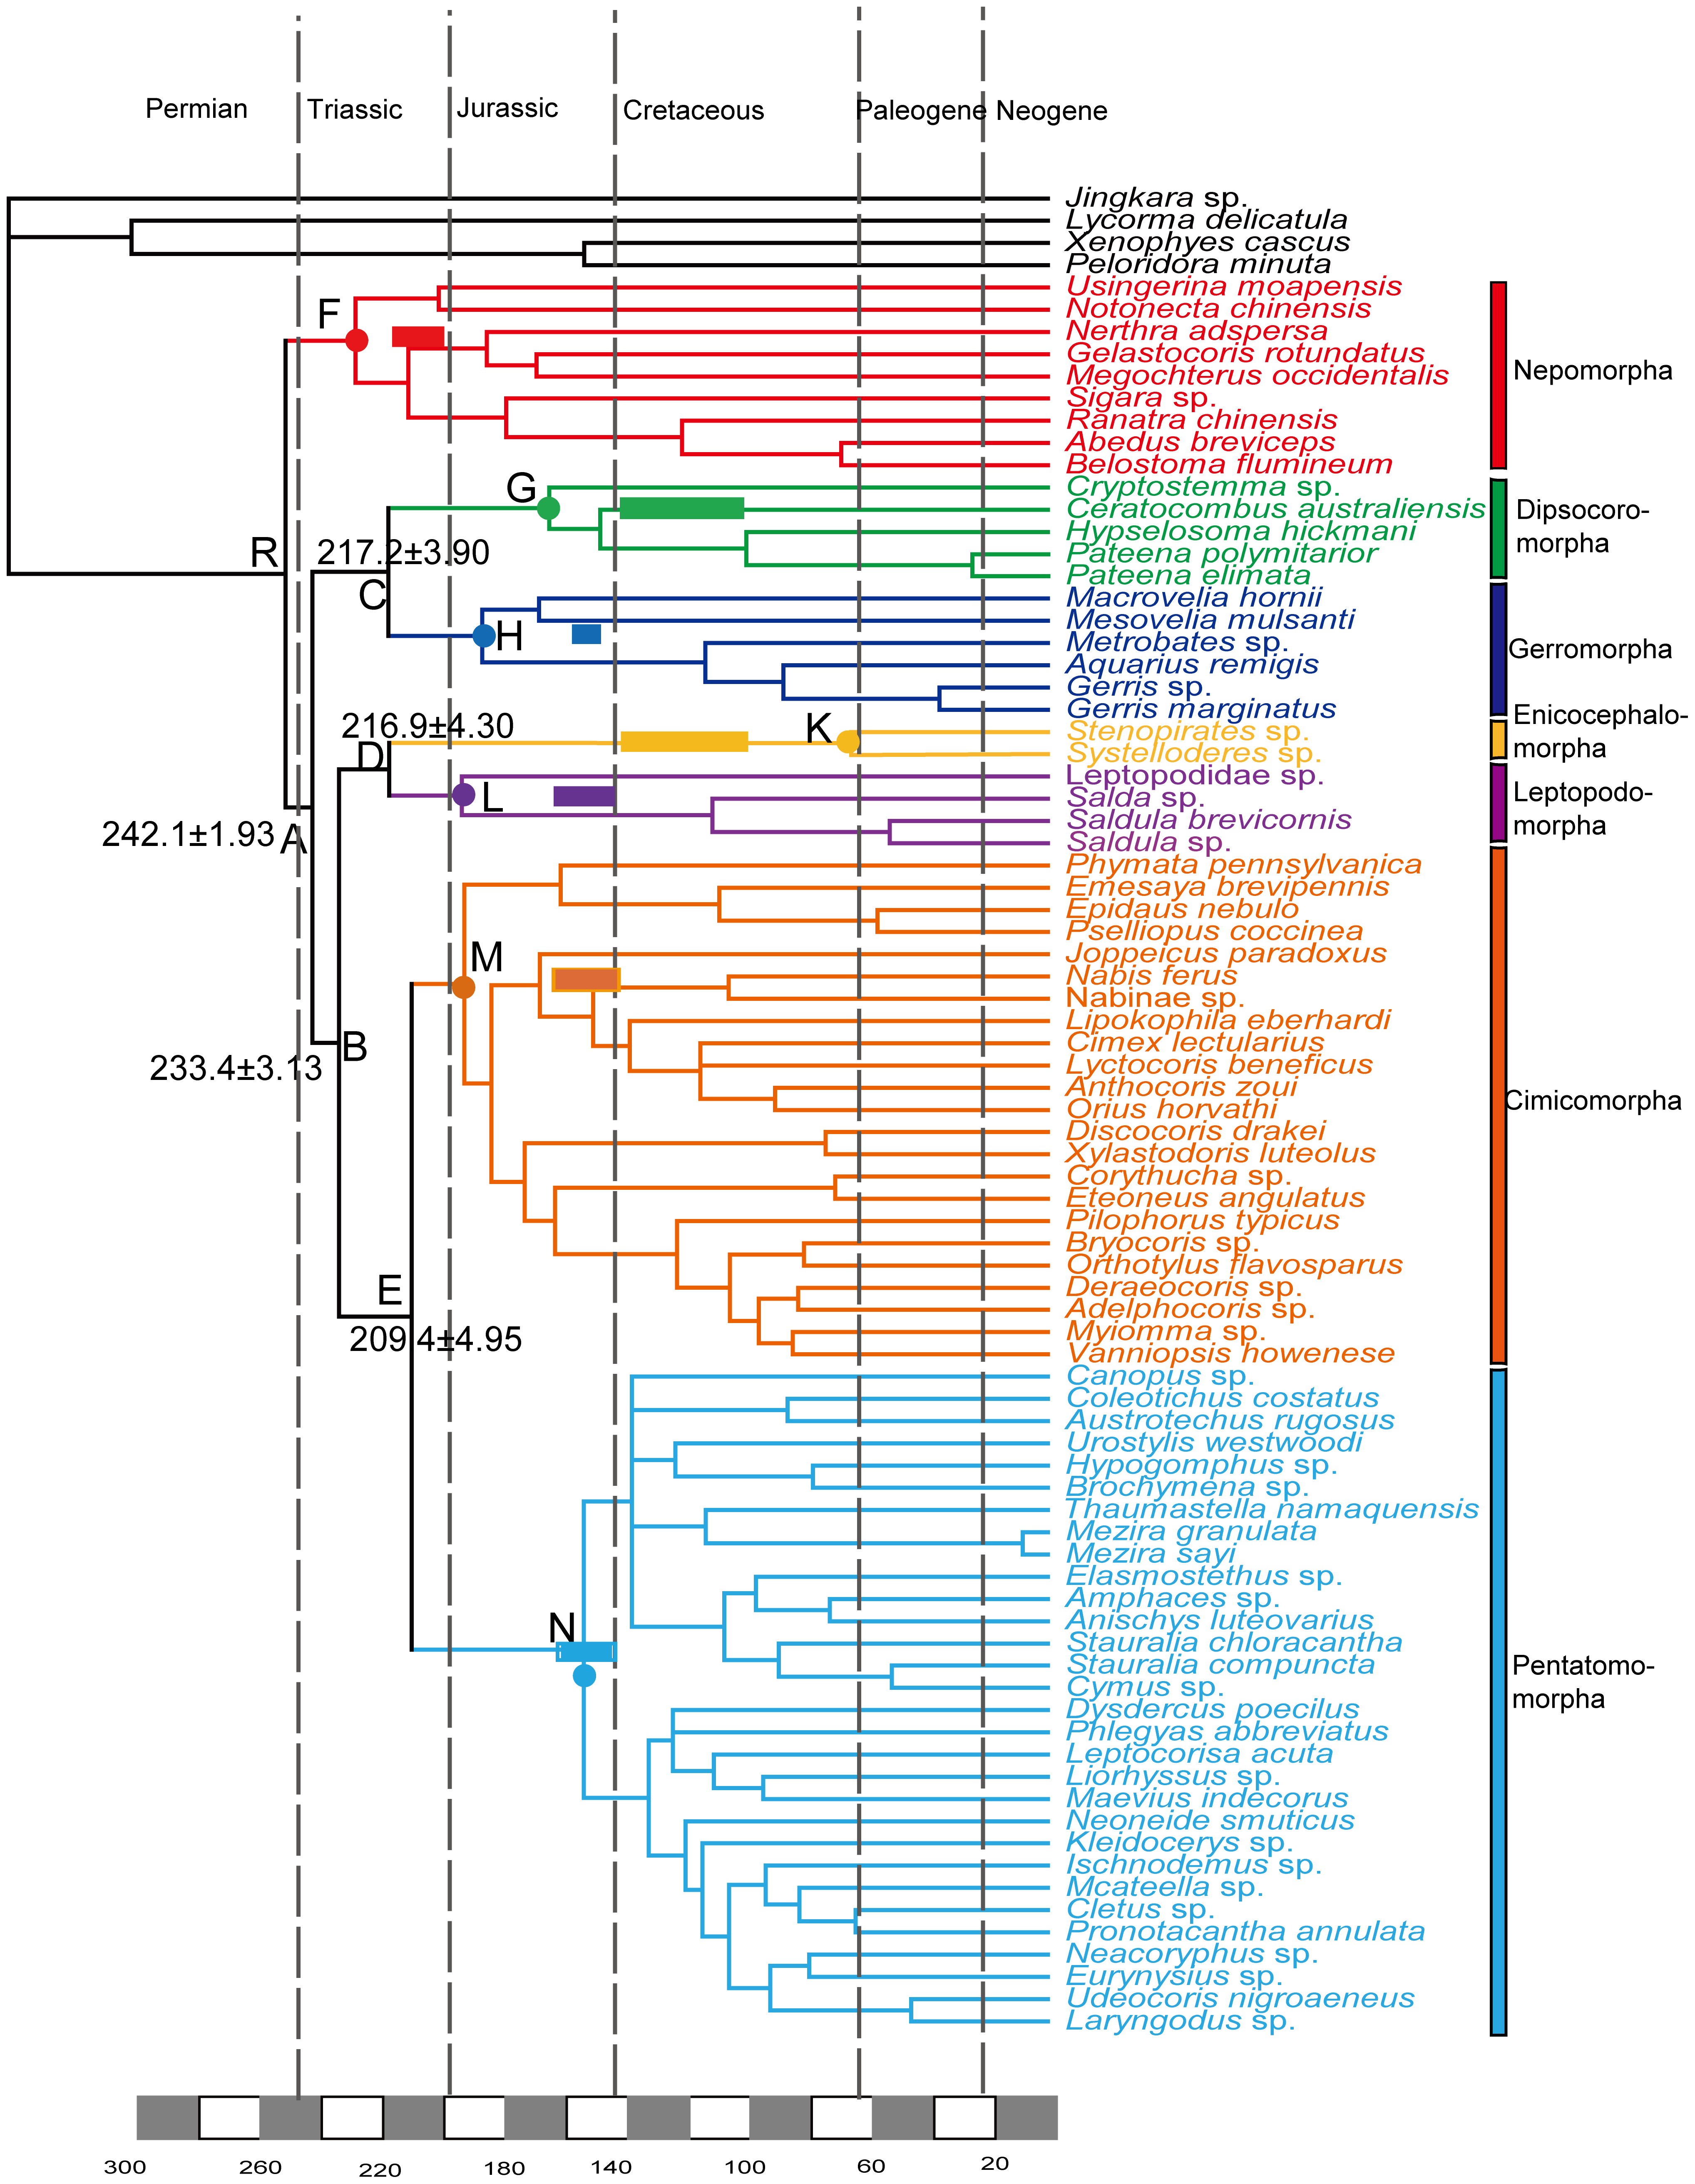 Permian
Triassic
Jurassic
Cretaceous
Paleogene
Neogene
Jingkara sp.
Lycorma delicatula
Xenophyes cascus
Peloridora minuta
Usingerina moapensis
F
Notonecta chinensis
Nerthra adspersa
Gelastocoris rotundatus
Nepomorpha
Megochterus occidentalis
Sigara sp.
Ranatra chinensis
Abedus breviceps
Belostoma flumineum
G
Cryptostemma sp.
Ceratocombus australiensis
Dipsocoro-
morpha
Hypselosoma hickmani
R
217.2±3.90
Pateena polymitarior
Pateena elimata
C
Macrovelia hornii
Mesovelia mulsanti
H
Metrobates sp.
Gerromorpha
Aquarius remigis
Gerris sp.
Gerris marginatus
Enicocephalo-
morpha
216.9±4.30
K
Stenopirates sp.
D
Systelloderes sp.
Leptopodidae sp.
L
Salda sp.
Leptopodo-
morpha
Saldula brevicornis
242.1±1.93
A
Saldula sp.
Phymata pennsylvanica
Emesaya brevipennis
Epidaus nebulo
Pselliopus coccinea
M
Joppeicus paradoxus
Nabis ferus
Nabinae sp.
Lipokophila eberhardi
B
Cimex lectularius
233.4±3.13
Lyctocoris beneficus
Anthocoris zoui
Cimicomorpha
Orius horvathi
Discocoris drakei
Xylastodoris luteolus
Corythucha sp.
Eteoneus angulatus
Pilophorus typicus
Bryocoris sp.
Orthotylus flavosparus
E
Deraeocoris sp.
Adelphocoris sp.
209.4±4.95
Myiomma sp.
Vanniopsis howenese
Canopus sp.
Coleotichus costatus
Austrotechus rugosus
Urostylis westwoodi
Hypogomphus sp.
Brochymena sp.
Thaumastella namaquensis
Mezira granulata
Mezira sayi
Elasmostethus sp.
Amphaces sp.
Anischys luteovarius
N
Stauralia chloracantha
Stauralia compuncta
Pentatomo-
morpha
Cymus sp.
Dysdercus poecilus
Phlegyas abbreviatus
Leptocorisa acuta
Liorhyssus sp.
Maevius indecorus
Neoneide smuticus
Kleidocerys sp.
Ischnodemus sp.
Mcateella sp.
Cletus sp.
Pronotacantha annulata
Neacoryphus sp.
Eurynysius sp.
Udeocoris nigroaeneus
Laryngodus sp.
300 260 220 180 140 100 60 20